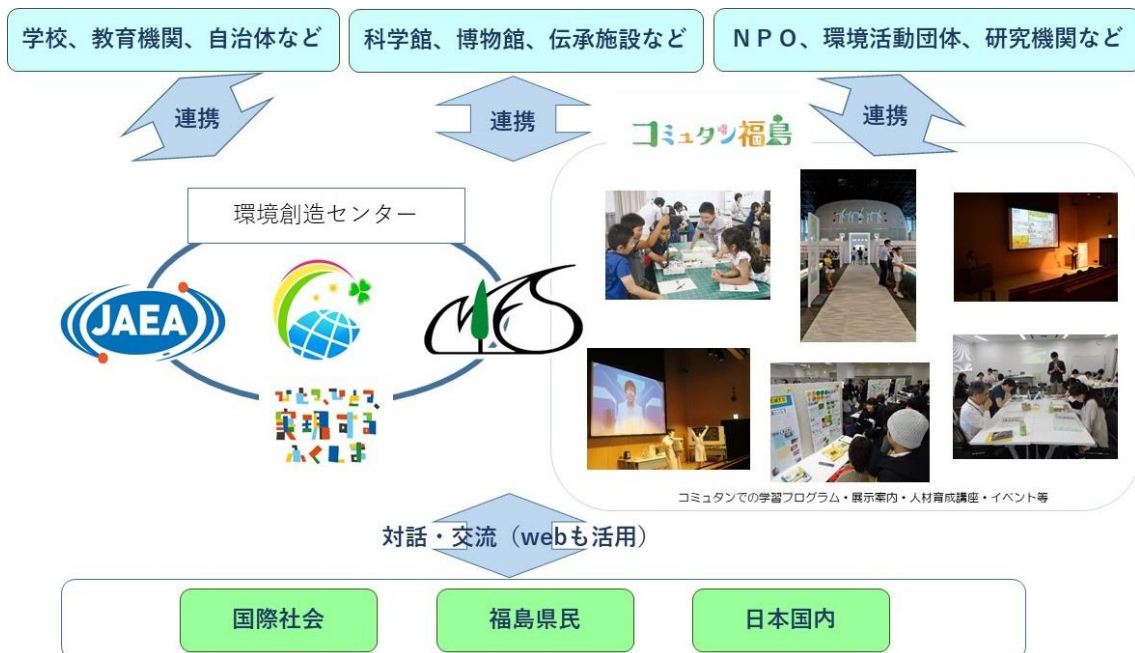 学校、教育機関、自治体など
科学館、博物館、伝承施設など
NPO、環境活動団体、研究機関など
連携
連携
連携
コミュタン福島
環境創造センター
JAEA
NIES
ひとつ、ひとつ、
実現する
ふくしま
コミュタンでの学習プログラム・展示案内・人材育成講座・イベント等
対話・交流（webも活用）
国際社会
福島県民
日本国内